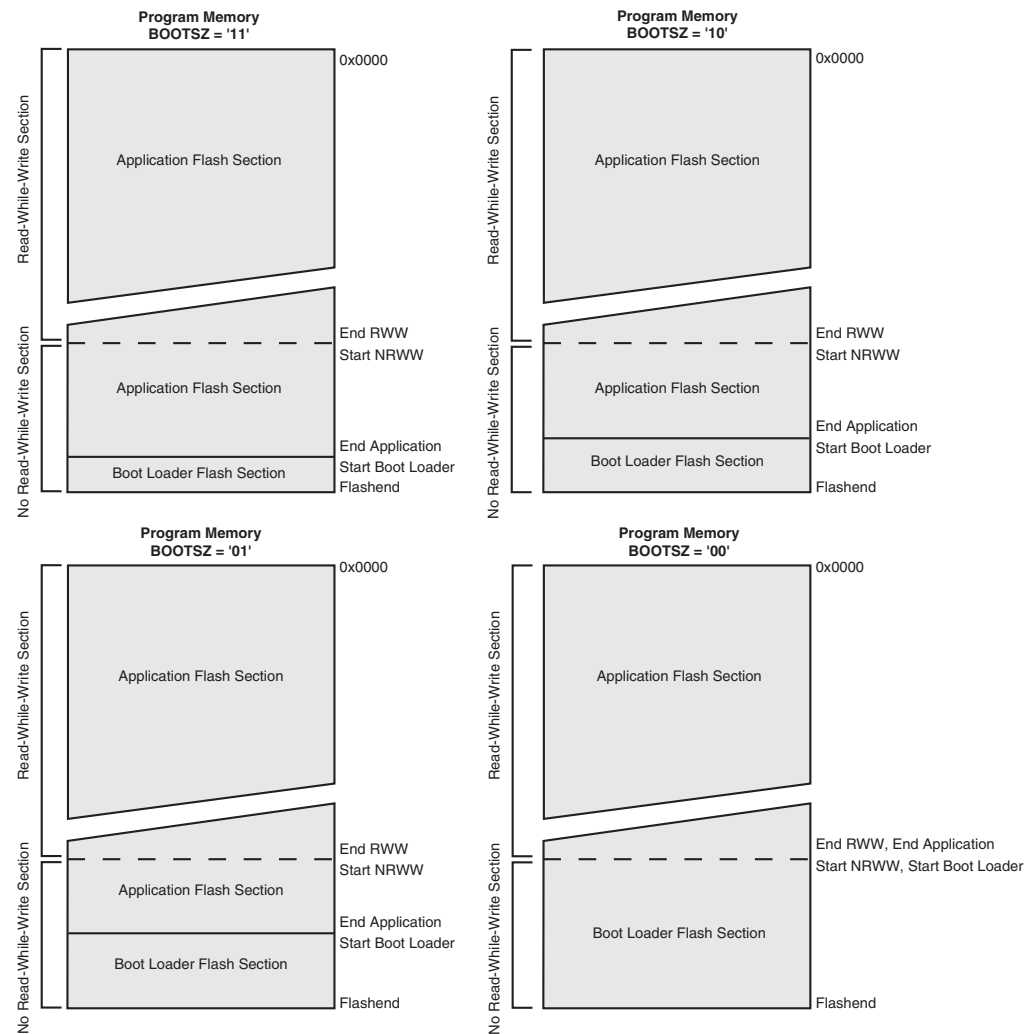 Program Memory
BOOTSZ = '11'
0x0000
Read-While-Write Section
Application Flash Section
End RWW
Start NRWW
No Read-While-Write Section
Application Flash Section
End Application
Start Boot Loader
Boot Loader Flash Section
Flashend
Program Memory
BOOTSZ = '10'
0x0000
Read-While-Write Section
Application Flash Section
End RWW
Start NRWW
No Read-While-Write Section
Application Flash Section
End Application
Start Boot Loader
Boot Loader Flash Section
Flashend
Program Memory
BOOTSZ = '01'
0x0000
Read-While-Write Section
Application Flash Section
End RWW
Start NRWW
No Read-While-Write Section
Application Flash Section
End Application
Start Boot Loader
Boot Loader Flash Section
Flashend
Program Memory
BOOTSZ = '00'
0x0000
Read-While-Write Section
Application Flash Section
End RWW, End Application
Start NRWW, Start Boot Loader
No Read-While-Write Section
Boot Loader Flash Section
Flashend